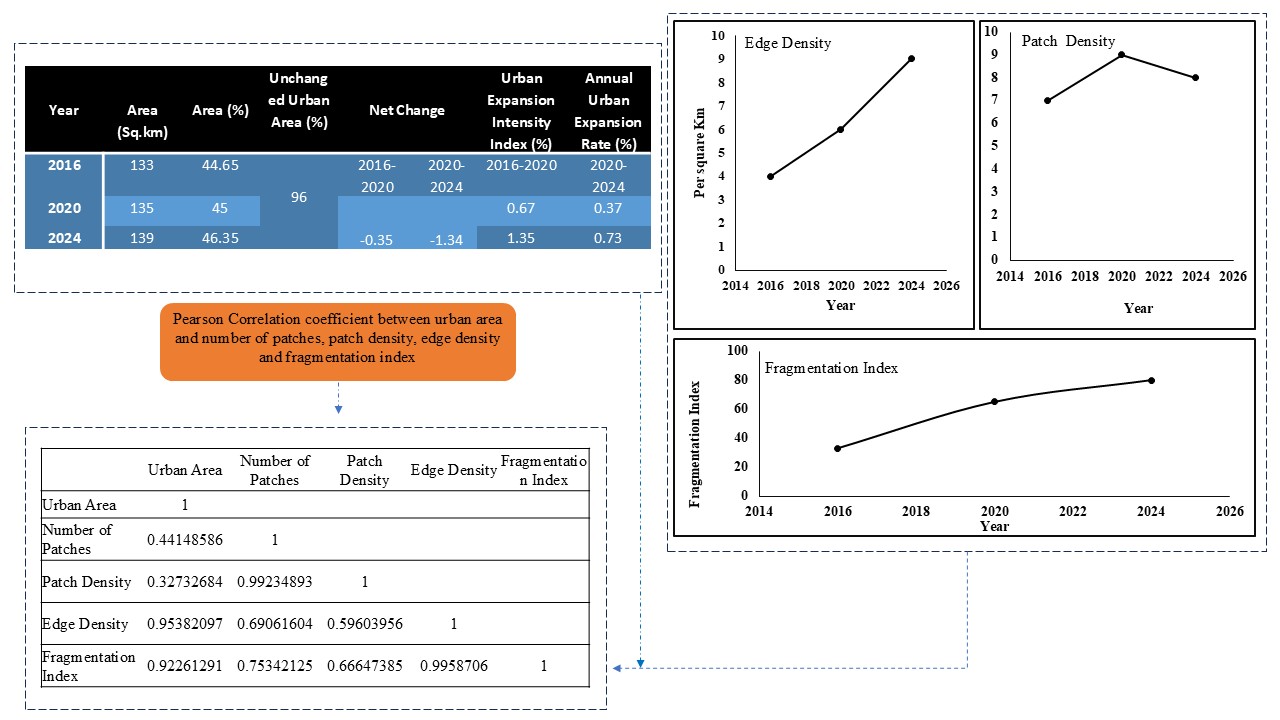 Year
Area
(Sq.km)
Area (%)
Unchang
ed Urban
Area (%)
Net Change
Urban
Expansion
Intensity
Index (%)
Annual
Urban
Expansion
Rate (%)
2016 133 44.65 2016- 2020- 2016-2020 2020-
2020 2024 2024
96
2020 135 45 0.67 0.37
2024 139 46.35 -0.35 -1.34 1.35 0.73
Pearson Correlation coefficient between urban area
and number of patches, patch density, edge density
and fragmentation index
Urban Area
Number of
Patches
Patch
Density
Edge Density
Fragmentatio
n Index
Urban Area 1
Number of
Patches
0.44148586 1
Patch Density 0.32732684 0.99234893 1
Edge Density 0.95382097 0.69061604 0.59603956 1
Fragmentation
Index
0.92261291 0.75342125 0.66647385 0.9958706 1
Edge Density
Per square Km
10
9
8
7
6
5
4
3
2
1
0
2014 2016 2018 2020 2022 2024 2026
Year
Patch Density
10
9
8
7
6
5
4
3
2
1
0
2014 2016 2018 2020 2022 2024 2026
Year
Fragmentation Index
Fragmentation Index
100
80
60
40
20
0
2014 2016 2018 2020 2022 2024 2026
Year